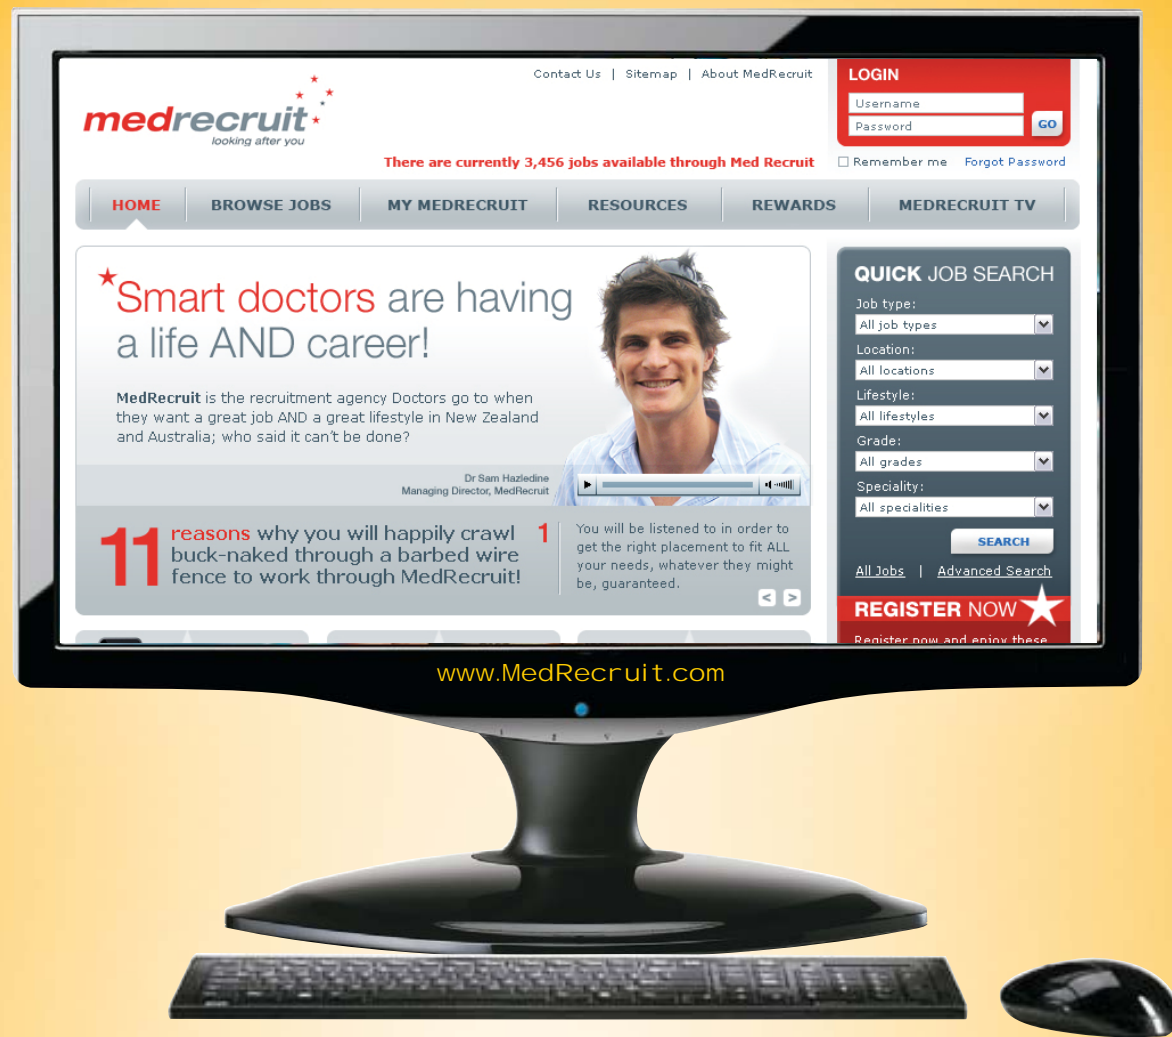 Contact Us | Sitemap | About MedRecruit
medrecruit
looking after you
There are currently 3,456 jobs available through Med Recruit
LOGIN
Username
Password
GO
Remember me Forgot Password
HOME BROWSE JOBS MY MEDRECRUIT RESOURCES REWARDS MEDRECRUIT TV
Smart doctors are having
a life AND career!
MedRecruit is the recruitment agency Doctors go to when
they want a great job AND a great lifestyle in New Zealand
and Australia; who said it can't be done?
Dr Sam Hazledine
Managing Director, MedRecruit
11 reasons why you will happily crawl
buck-naked through a barbed wire
fence to work through MedRecruit!
1
You will be listened to in order to
get the right placement to fit ALL
your needs, whatever they might
be, guaranteed.
< >
QUICK JOB SEARCH
Job type:
All job types
Location:
All locations
Lifestyle:
All lifestyles
Grade:
All grades
Speciality:
All specialities
SEARCH
All Jobs | Advanced Search
REGISTER NOW
Register now and enjoy these
www.MedRecruit.com